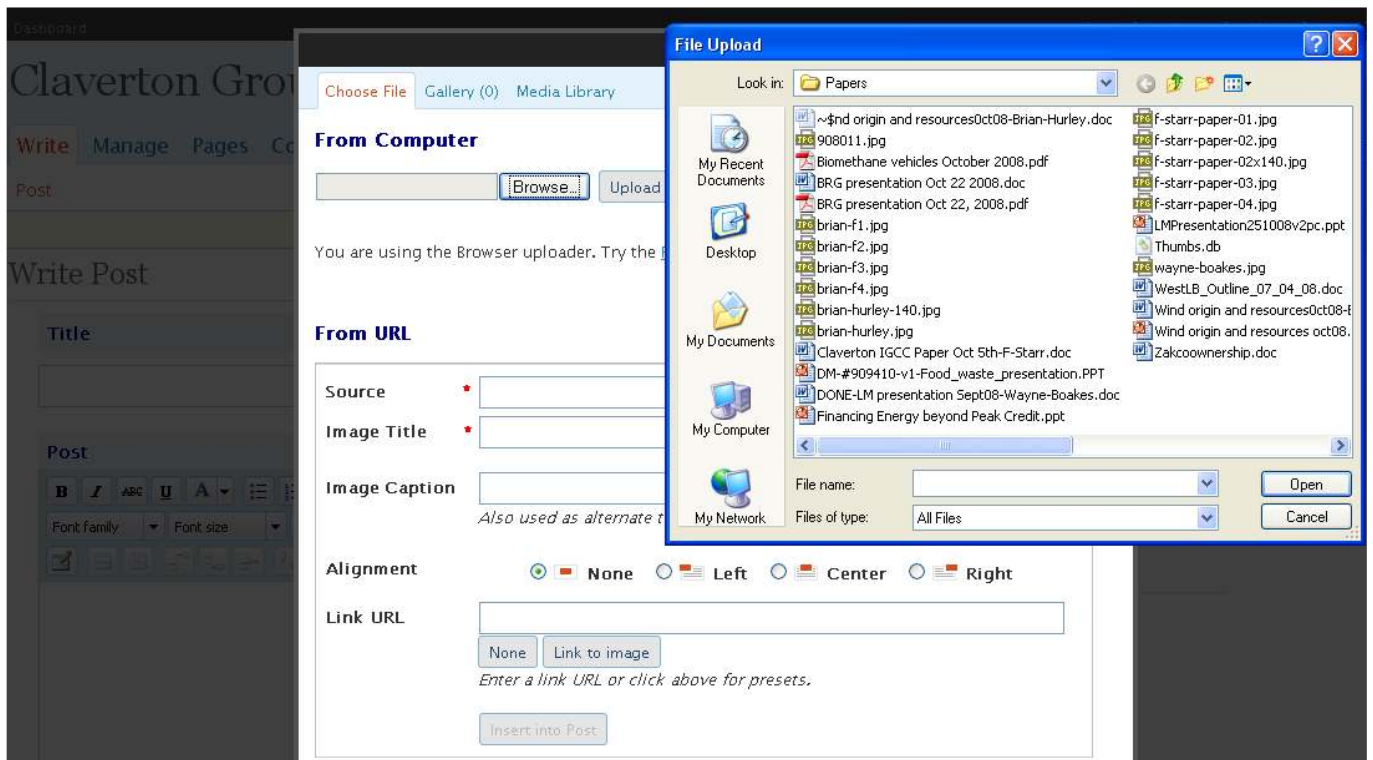 Dashboard
Claverton Grou
Write Manage Pages Co
Post
Write Post
Title
Post
B I ABC U A
Font family Font size
Choose File Gallery (0) Media Library
From Computer
Browse... Upload
You are using the Browser uploader. Try the
From URL
Source *
Image Title *
Image Caption
Also used as alternate t
Alignment
None Left Center Right
Link URL
None Link to image
Enter a link URL or click above for presets.
Insert into Post
File Upload
Look in: Papers
My Recent
Documents
Desktop
My Documents
My Computer
My Network
~$nd origin and resources0ct08-Brian-Hurley.doc
908011.jpg
Biomethane vehicles October 2008.pdf
BRG presentation Oct 22 2008.doc
BRG presentation Oct 22, 2008.pdf
brian-f1.jpg
brian-f2.jpg
brian-f3.jpg
brian-f4.jpg
brian-hurley-140.jpg
brian-hurley.jpg
Claverton IGCC Paper Oct 5th-F-Starr.doc
DM-#909410-v1-Food_waste_presentation.PPT
DONE-LM presentation Sept08-Wayne-Boakes.doc
Financing Energy beyond Peak Credit.ppt
f-starr-paper-01.jpg
f-starr-paper-02.jpg
f-starr-paper-02x140.jpg
f-starr-paper-03.jpg
f-starr-paper-04.jpg
LMPresentation251008v2pc.ppt
Thumbs.db
wayne-boakes.jpg
WestLB_Outline_07_04_08.doc
Wind origin and resources0ct08-B
Wind origin and resources oct08.
Zakcoownership.doc
File name:
Open
Files of type: All Files
Cancel